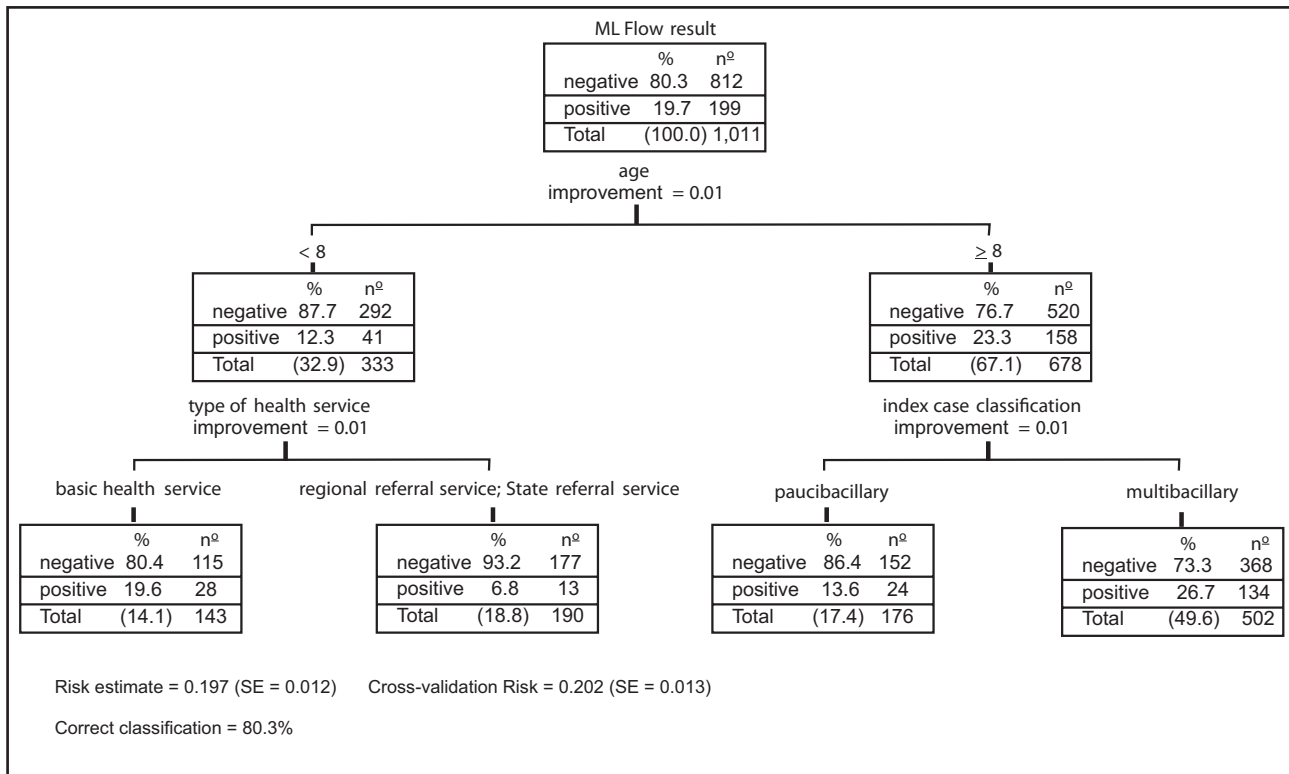 ML Flow result
% nº
negative 80.3 812
positive 19.7 199
Total (100.0) 1,011
age
improvement = 0.01
< 8
% nº
negative 87.7 292
positive 12.3 41
Total (32.9) 333
≥ 8
% nº
negative 76.7 520
positive 23.3 158
Total (67.1) 678
type of health service
improvement = 0.01
index case classification
improvement = 0.01
basic health service
% nº
negative 80.4 115
positive 19.6 28
Total (14.1) 143
regional referral service; State referral service
% nº
negative 93.2 177
positive 6.8 13
Total (18.8) 190
paucibacillary
% nº
negative 86.4 152
positive 13.6 24
Total (17.4) 176
multibacillary
% nº
negative 73.3 368
positive 26.7 134
Total (49.6) 502
Risk estimate = 0.197 (SE = 0.012) Cross-validation Risk = 0.202 (SE = 0.013)
Correct classification = 80.3%